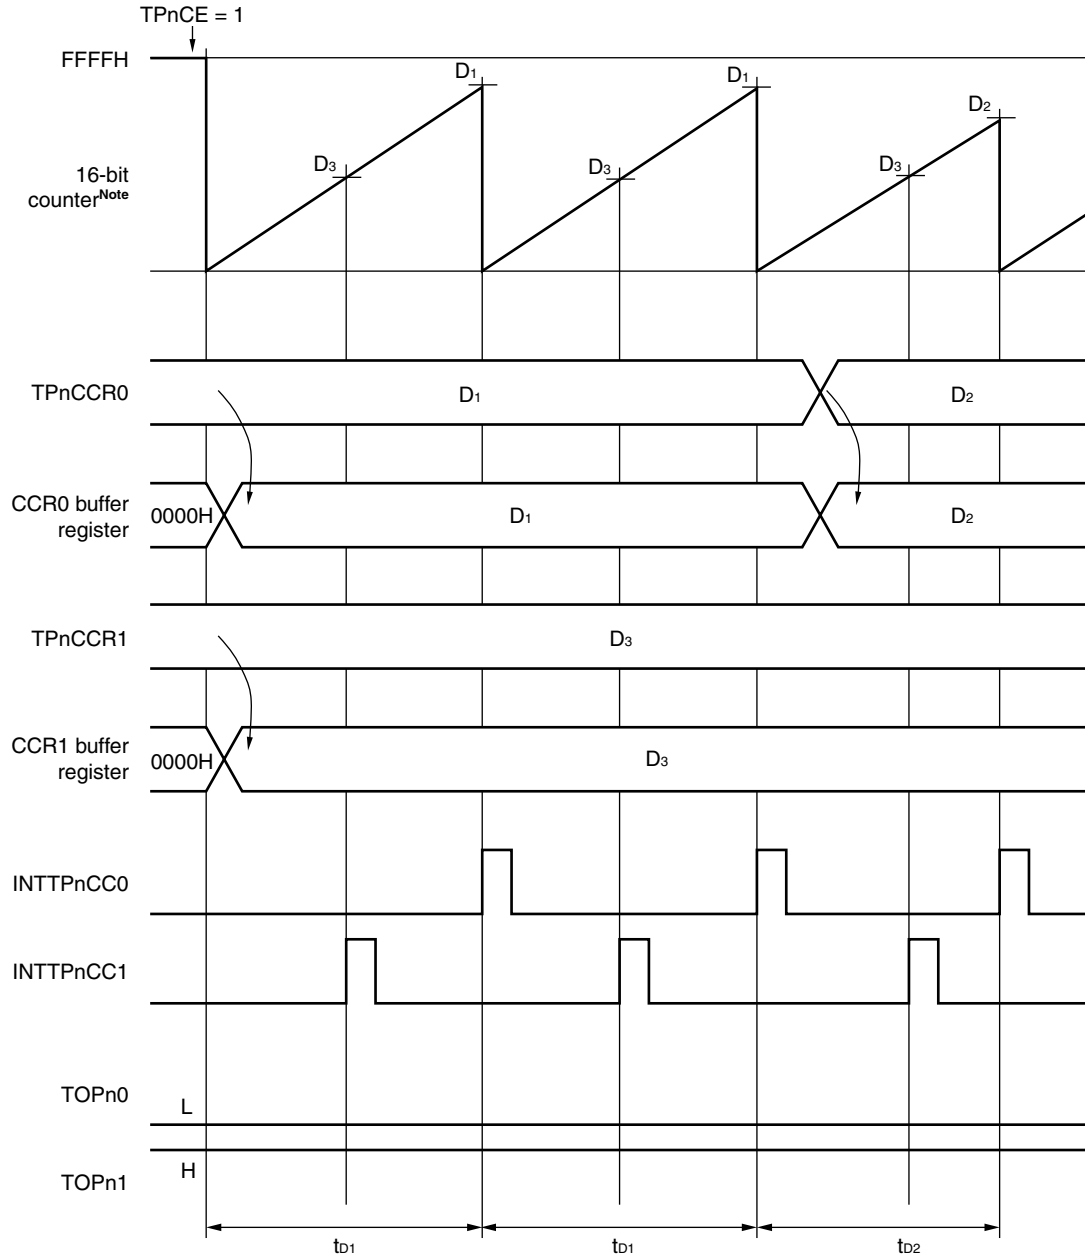 TPnCE = 1
FFFFH
D1
D1
D2
D3
D3
D3
16-bit
counterNote
TPnCCR0
D1
D2
CCR0 buffer
register
0000H
D1
D2
TPnCCR1
D3
CCR1 buffer
register
0000H
D3
INTTPnCC0
INTTPnCC1
TOPn0
L
H
TOPn1
tD1
tD1
tD2